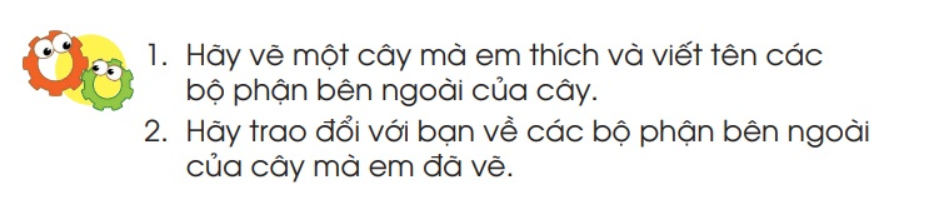 1. Hãy vẽ một cây mà em thích và viết tên các
bộ phận bên ngoài của cây.
2. Hãy trao đổi với bạn về các bộ phận bên ngoài
của cây mà em đã vẽ.